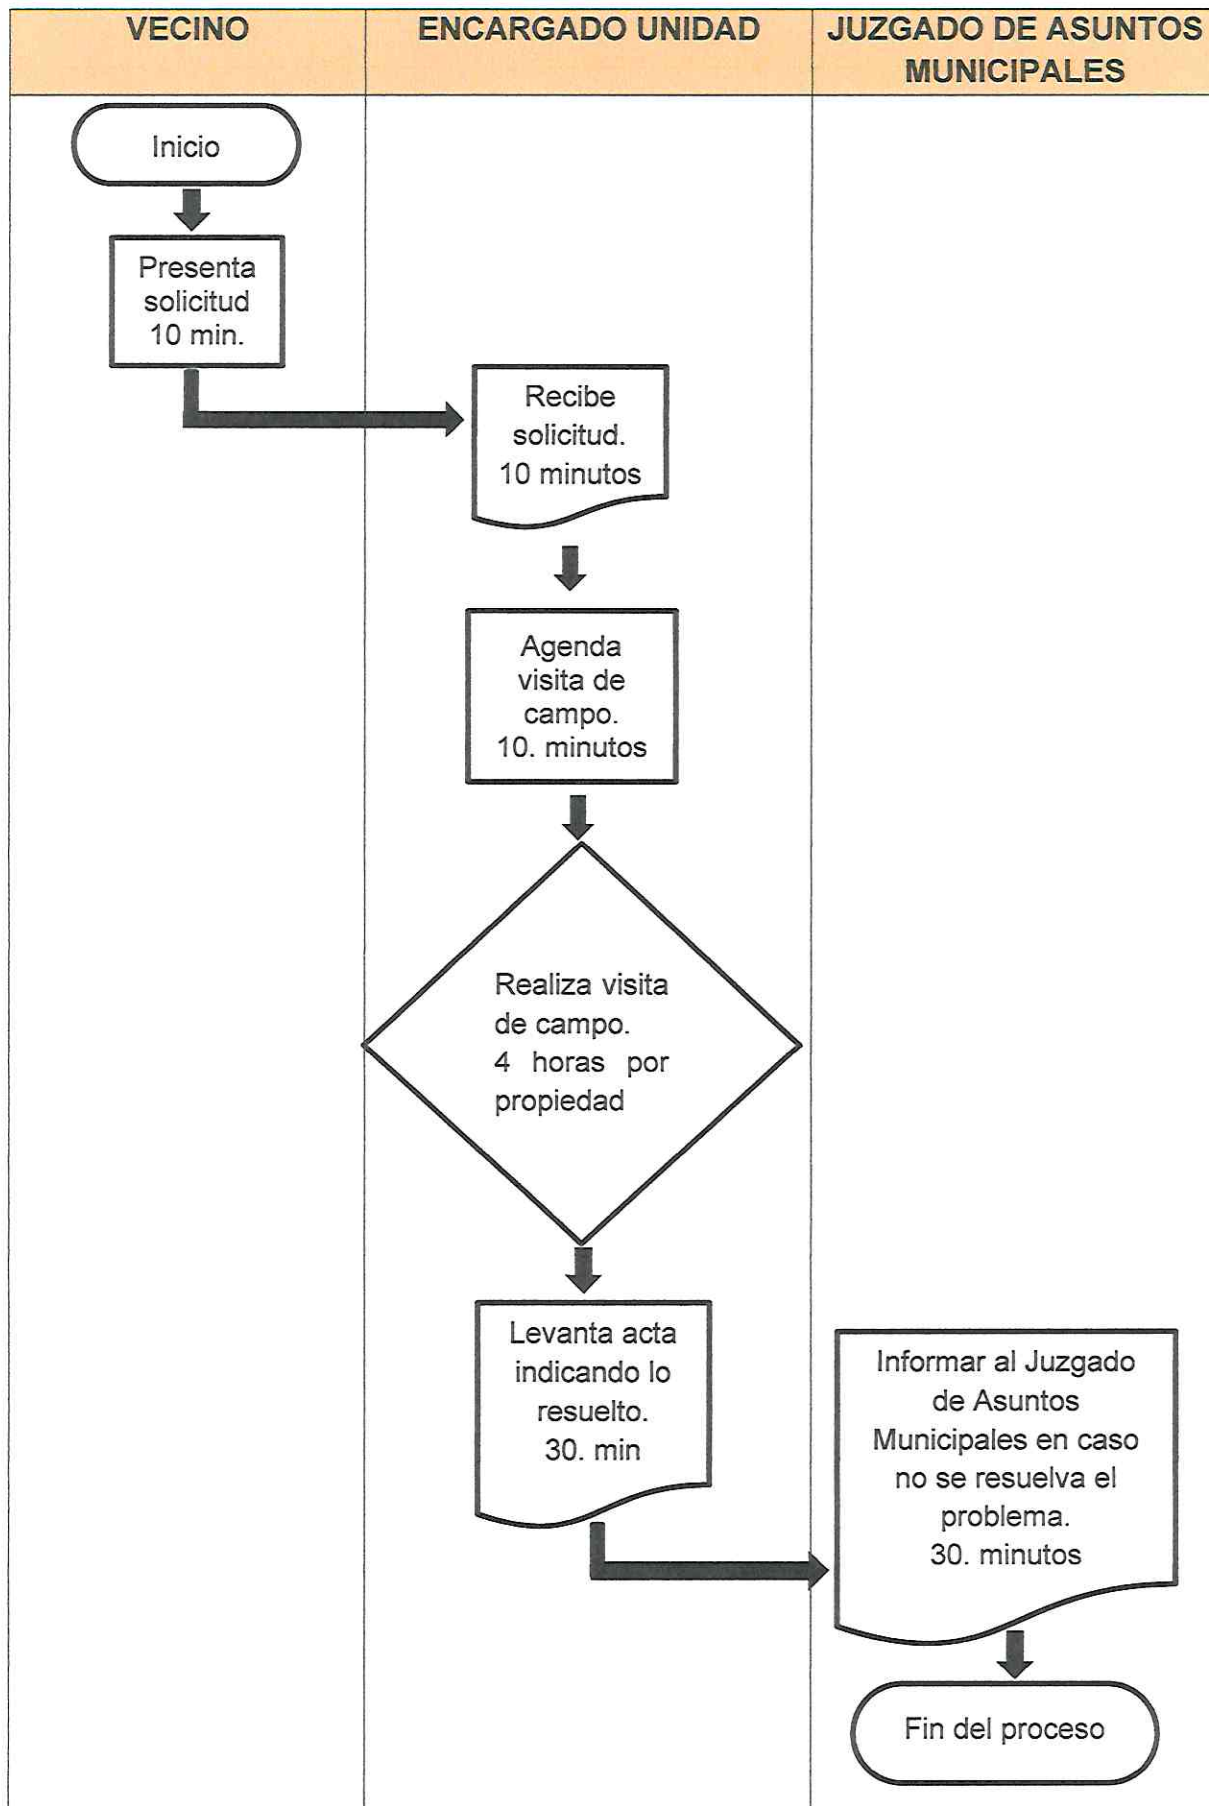 VECINO
ENCARGADO UNIDAD
JUZGADO DE ASUNTOS
MUNICIPALES
Inicio
Presenta
solicitud
10 min.
Recibe
solicitud.
10 minutos
Agenda
visita de
campo.
10. minutos
Realiza visita
de campo.
4 horas por
propiedad
Levanta acta
indicando lo
resuelto.
30. min
Informar al Juzgado
de Asuntos
Municipales en caso
no se resuelva el
problema.
30. minutos
Fin del proceso